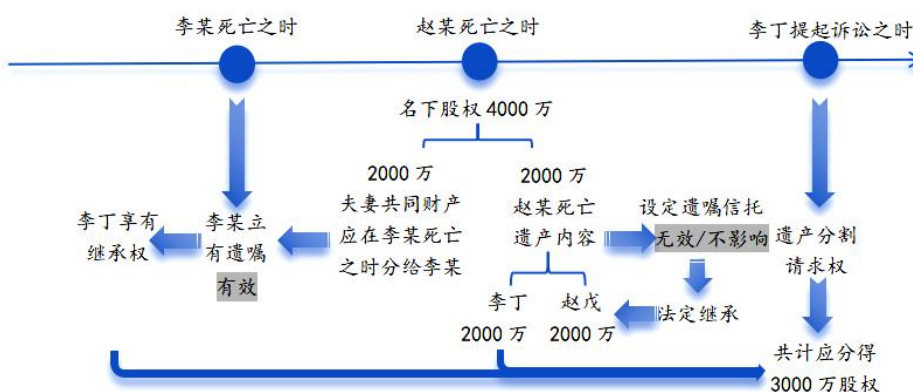 李某死亡之时
赵某死亡之时
李丁提起诉讼之时
名下股权 4000 万
2000 万
夫妻共同财产
应在李某死亡
之时分给李某
2000 万
赵某死亡
遗产内容
设定遗嘱信托
无效/不影响
李丁享有
继承权
李某立
有遗嘱
有效
遗产分割
请求权
李丁
2000 万
赵戊
2000 万
法定继承
共计应分得
3000 万股权